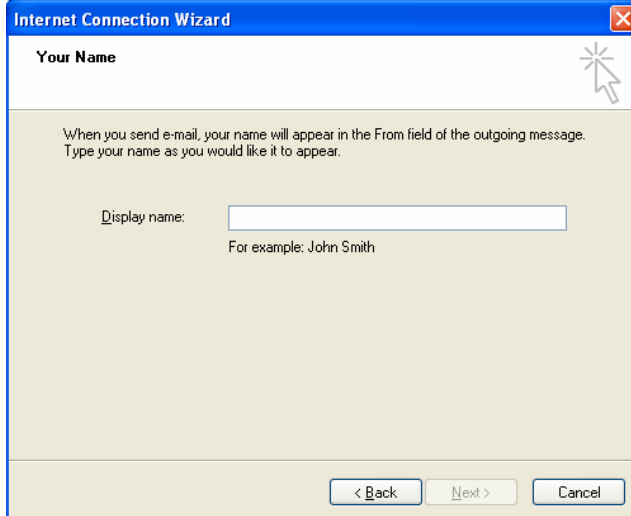 Internet Connection Wizard
Your Name
When you send e-mail, your name will appear in the From field of the outgoing message.
Type your name as you would like it to appear.
Display name:
For example: John Smith
< Back
Next >
Cancel